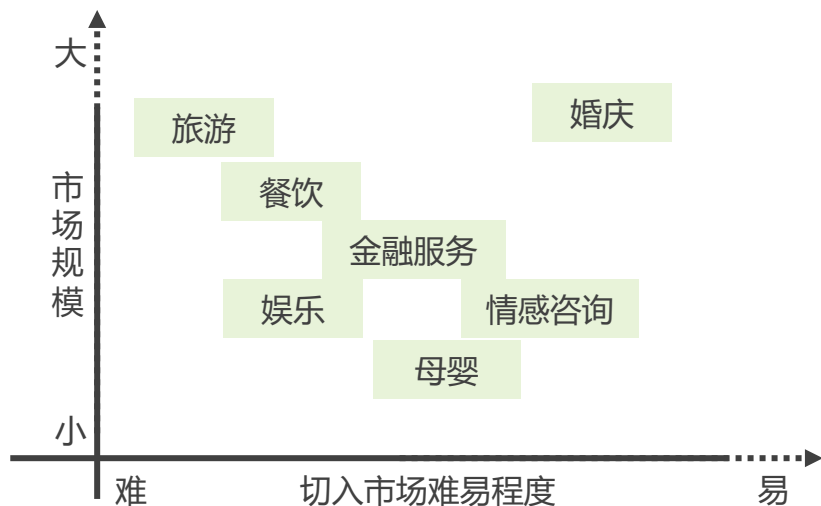 大
婚庆
旅游
市场规模
餐饮
金融服务
娱乐
情感咨询
母婴
小
难
切入市场难易程度
易